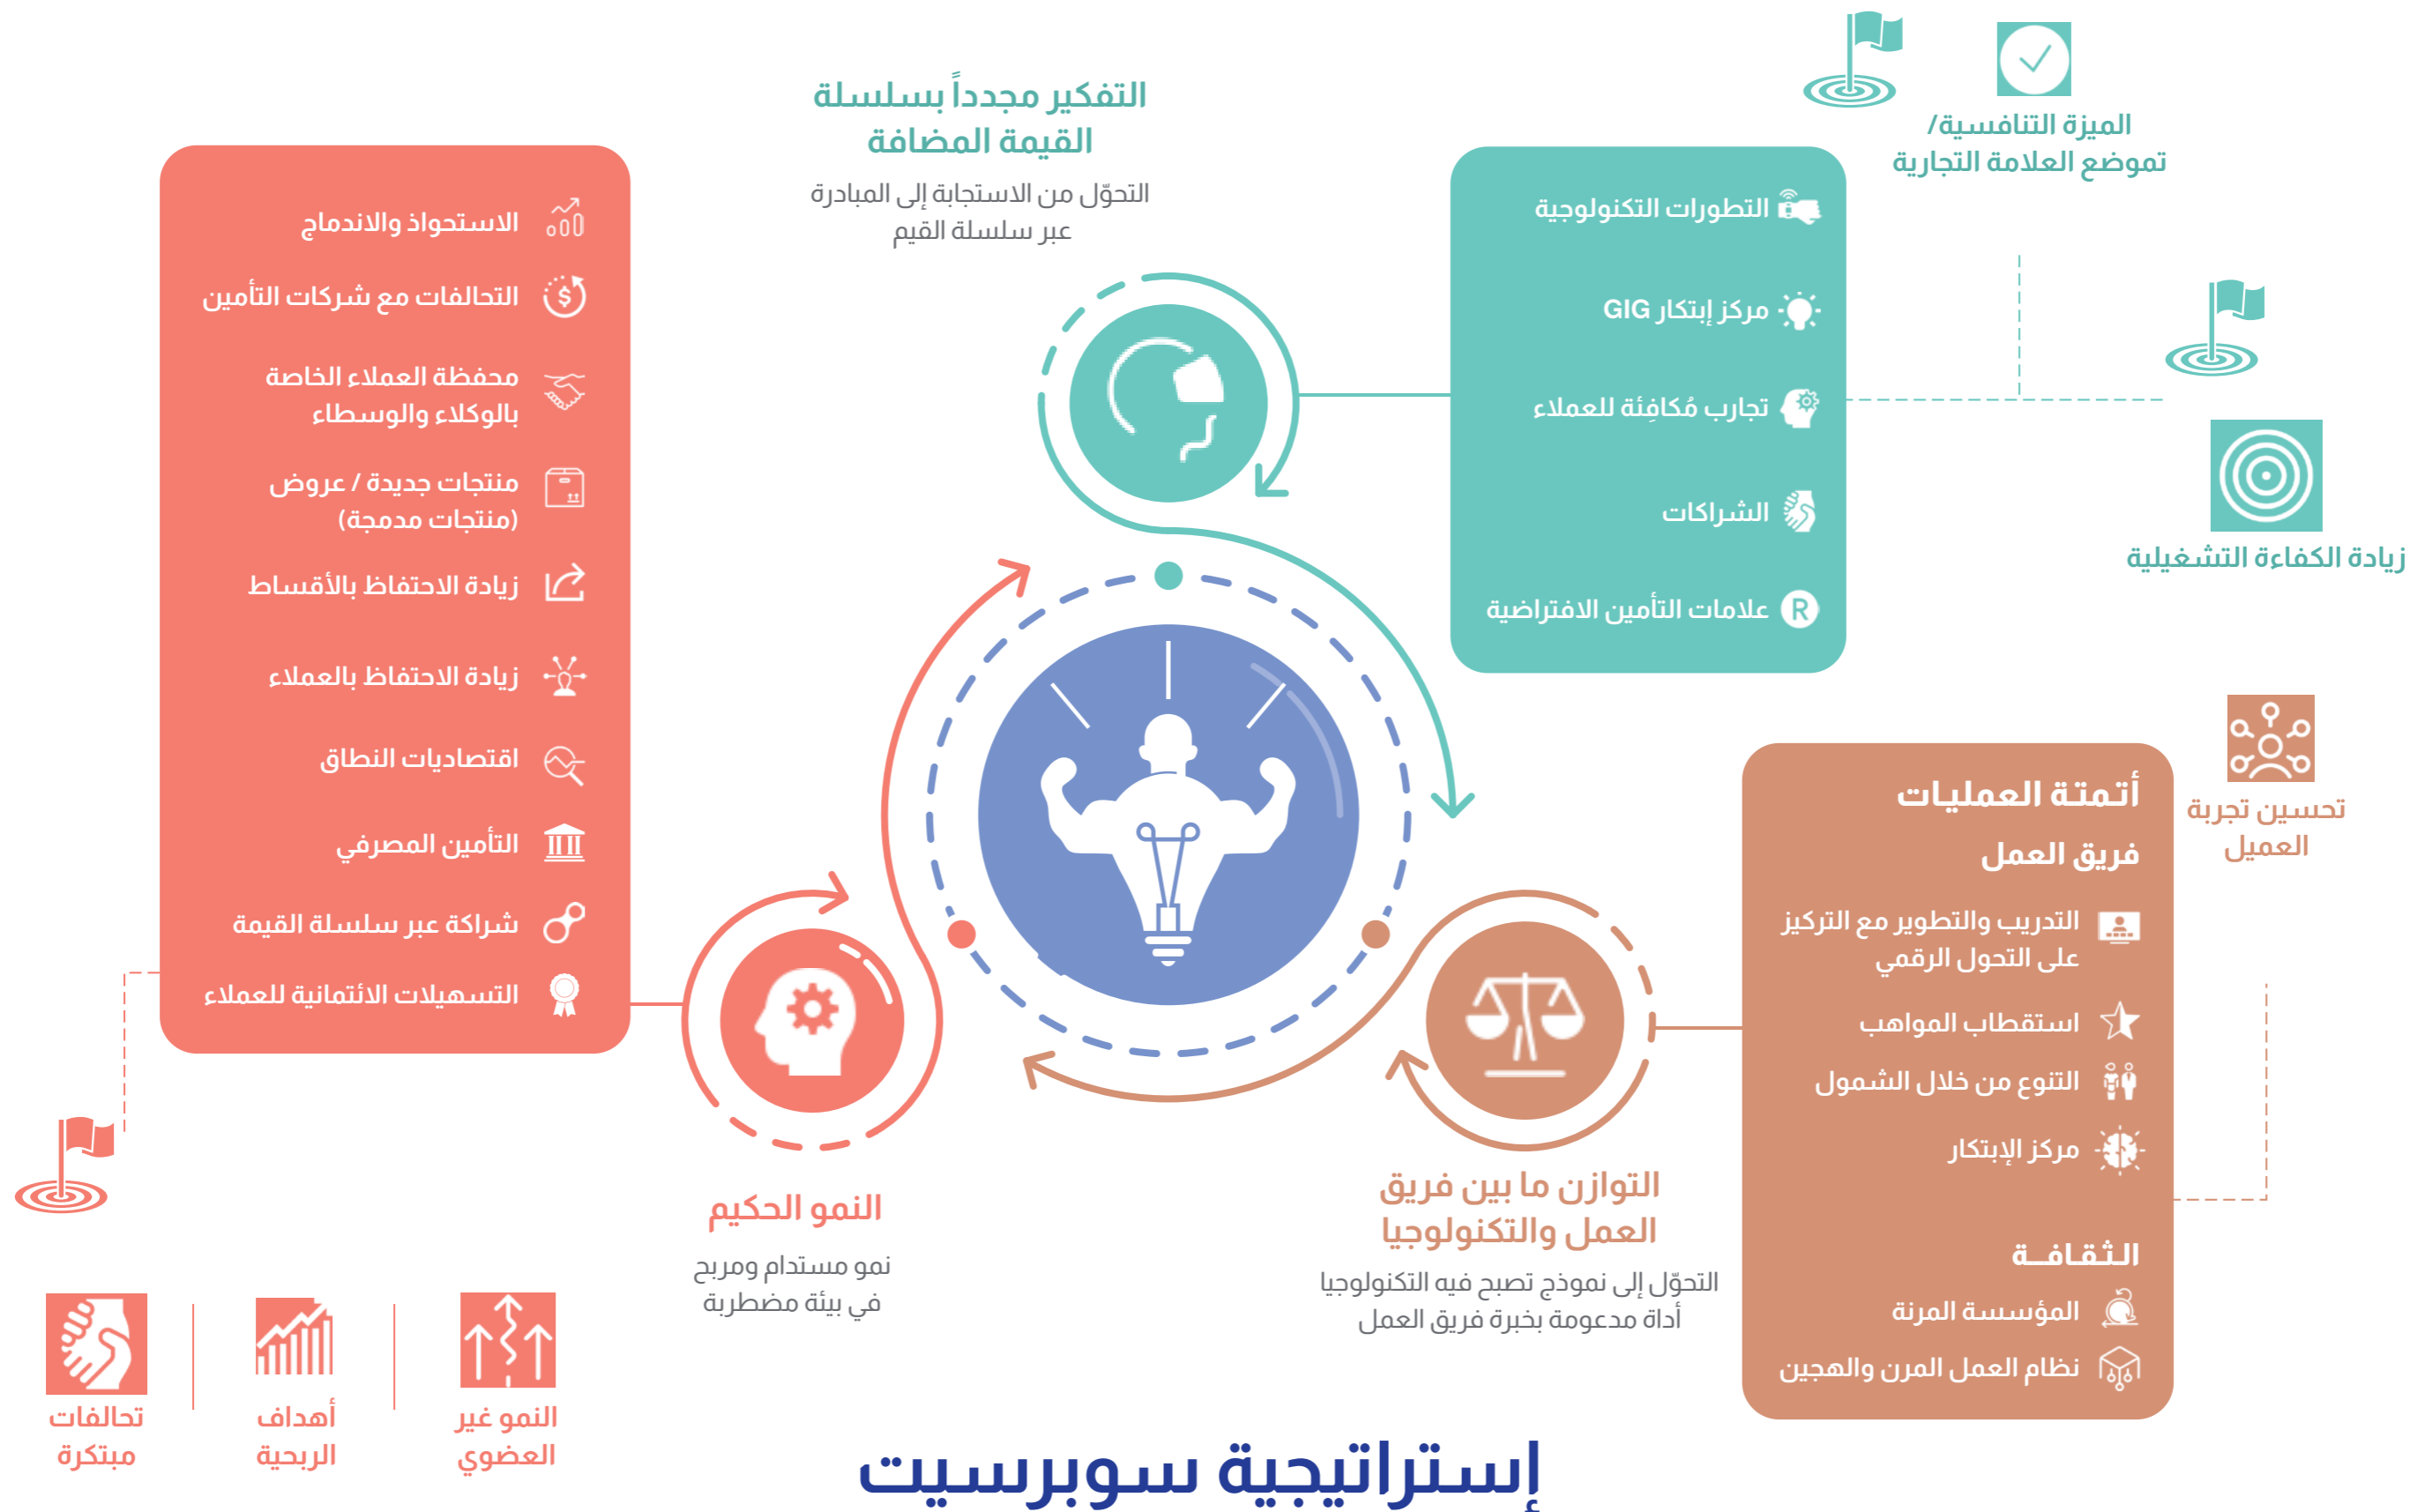 التفكير مجدداً بسلسلة
القيمة المضافة
التحوّل من الاستجابة إلى المبادرة
عبر سلسلة القيم
الميزة التنافسية/
تموضع العلامة التجارية
التطورات التكنولوجية
مركز إبتكار GIG
تجارب مُكافِئة للعملاء
الشراكات
علامات التأمين الافتراضية
R
زيادة الكفاءة التشغيلية
تحسين تجربة
العميل
أتمتة العمليات
فريق العمل
التدريب والتطوير مع التركيز
على التحول الرقمي
استقطاب المواهب
التنوع من خلال الشمول
مركز الإبتكار
الثقافة
المؤسسة المرنة
نظام العمل المرن والهجين
التوازن ما بين فريق
العمل والتكنولوجيا
التحوّل إلى نموذج تصبح فيه التكنولوجيا
أداة مدعومة بخبرة فريق العمل
الاستحواذ والاندماج
التحالفات مع شركات التأمين
$
محفظة العملاء الخاصة
بالوكلاء والوسطاء
منتجات جديدة / عروض
(منتجات مدمجة)
زيادة الاحتفاظ بالأقساط
زيادة الاحتفاظ بالعملاء
اقتصاديات النطاق
التأمين المصرفي
شراكة عبر سلسلة القيمة
التسهيلات الائتمانية للعملاء
النمو الحكيم
نمو مستدام ومربح
في بيئة مضطربة
النمو غير
العضوي
أهداف
الربحية
تحالفات
مبتكرة
إستراتيجية سوبرسيت